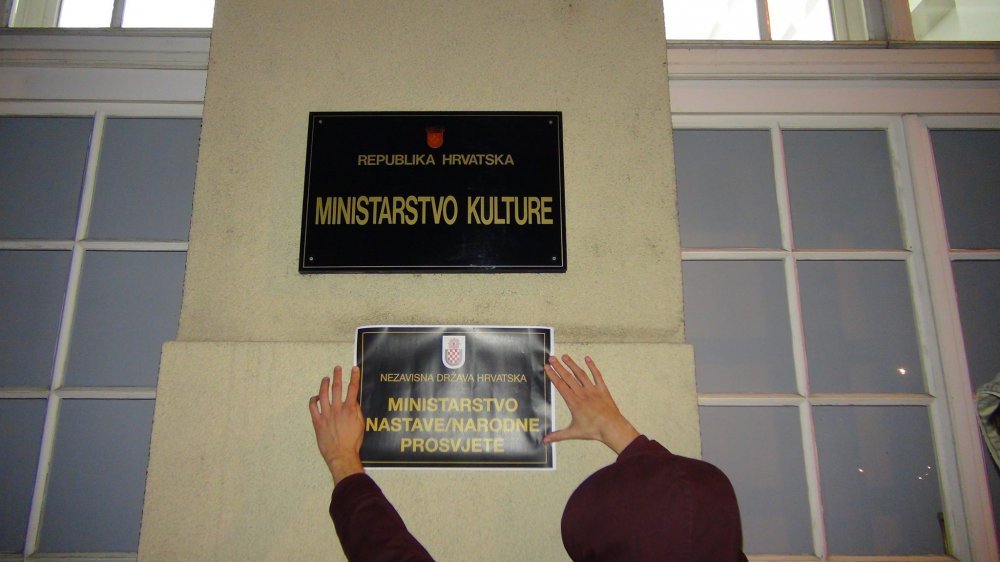 REPUBLIKA HRVATSKA
MINISTARSTVO KULTURE
NEZAVISNA DRŽAVA HRVATSKA
MINISTARSTVO
NASTAVE/NARODNE
PROSVJETE